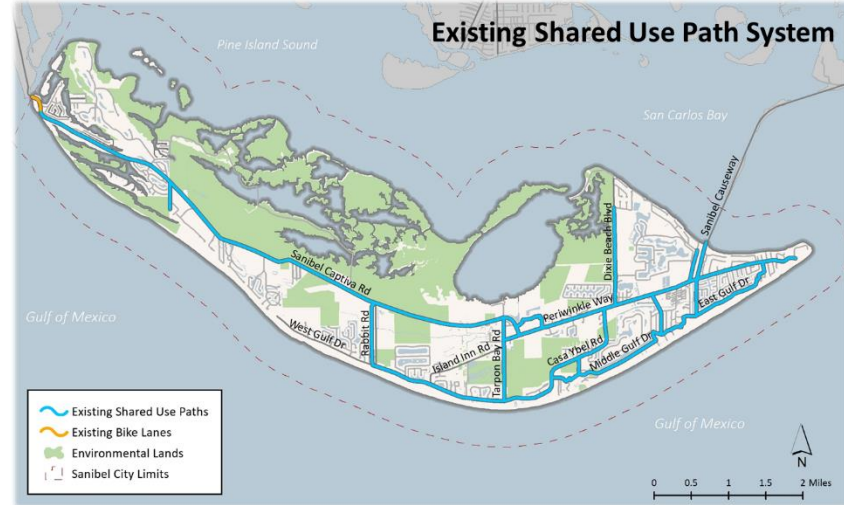 Existing Shared Use Path System
Pine Island Sound
San Carlos Bay
Sanibel Causeway
Dixie Beach Blvd
Sanibel Captiva Rd
Periwinkle Way
East Gulf Dr
Gulf of Mexico
West Gulf Dr
Rabbit Rd
Island Inn Rd
Tarpon Bay Rd
Casa Ybel Rd
Middle Gulf Dr
Gulf of Mexico
Existing Shared Use Paths
Existing Bike Lanes
Environmental Lands
Sanibel City Limits
N
0 0.5 1 1.5 2 Miles